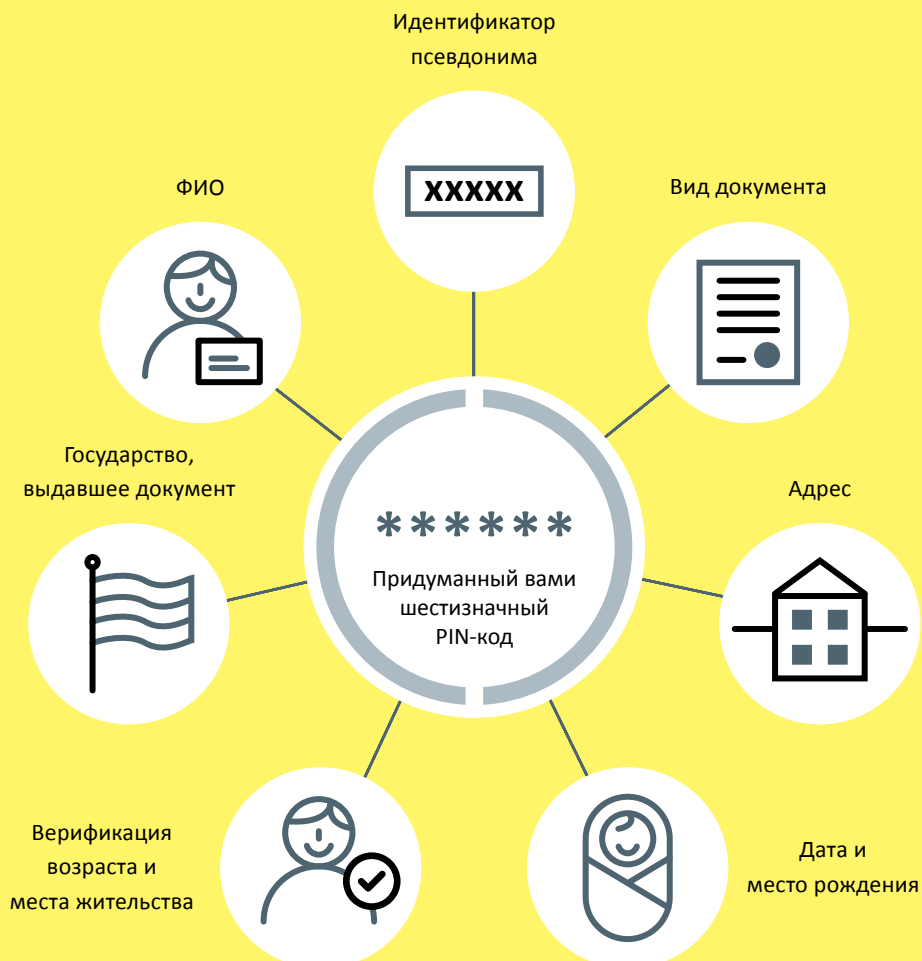 Идентификатор
псевдонима
XXXXX
ФИО
Вид документа
Государство,
выдавшее документ
Адрес
******
Придуманный вами
шестизначный
PIN-код
Верификация
возраста и
места жительства
Дата и
место рождения